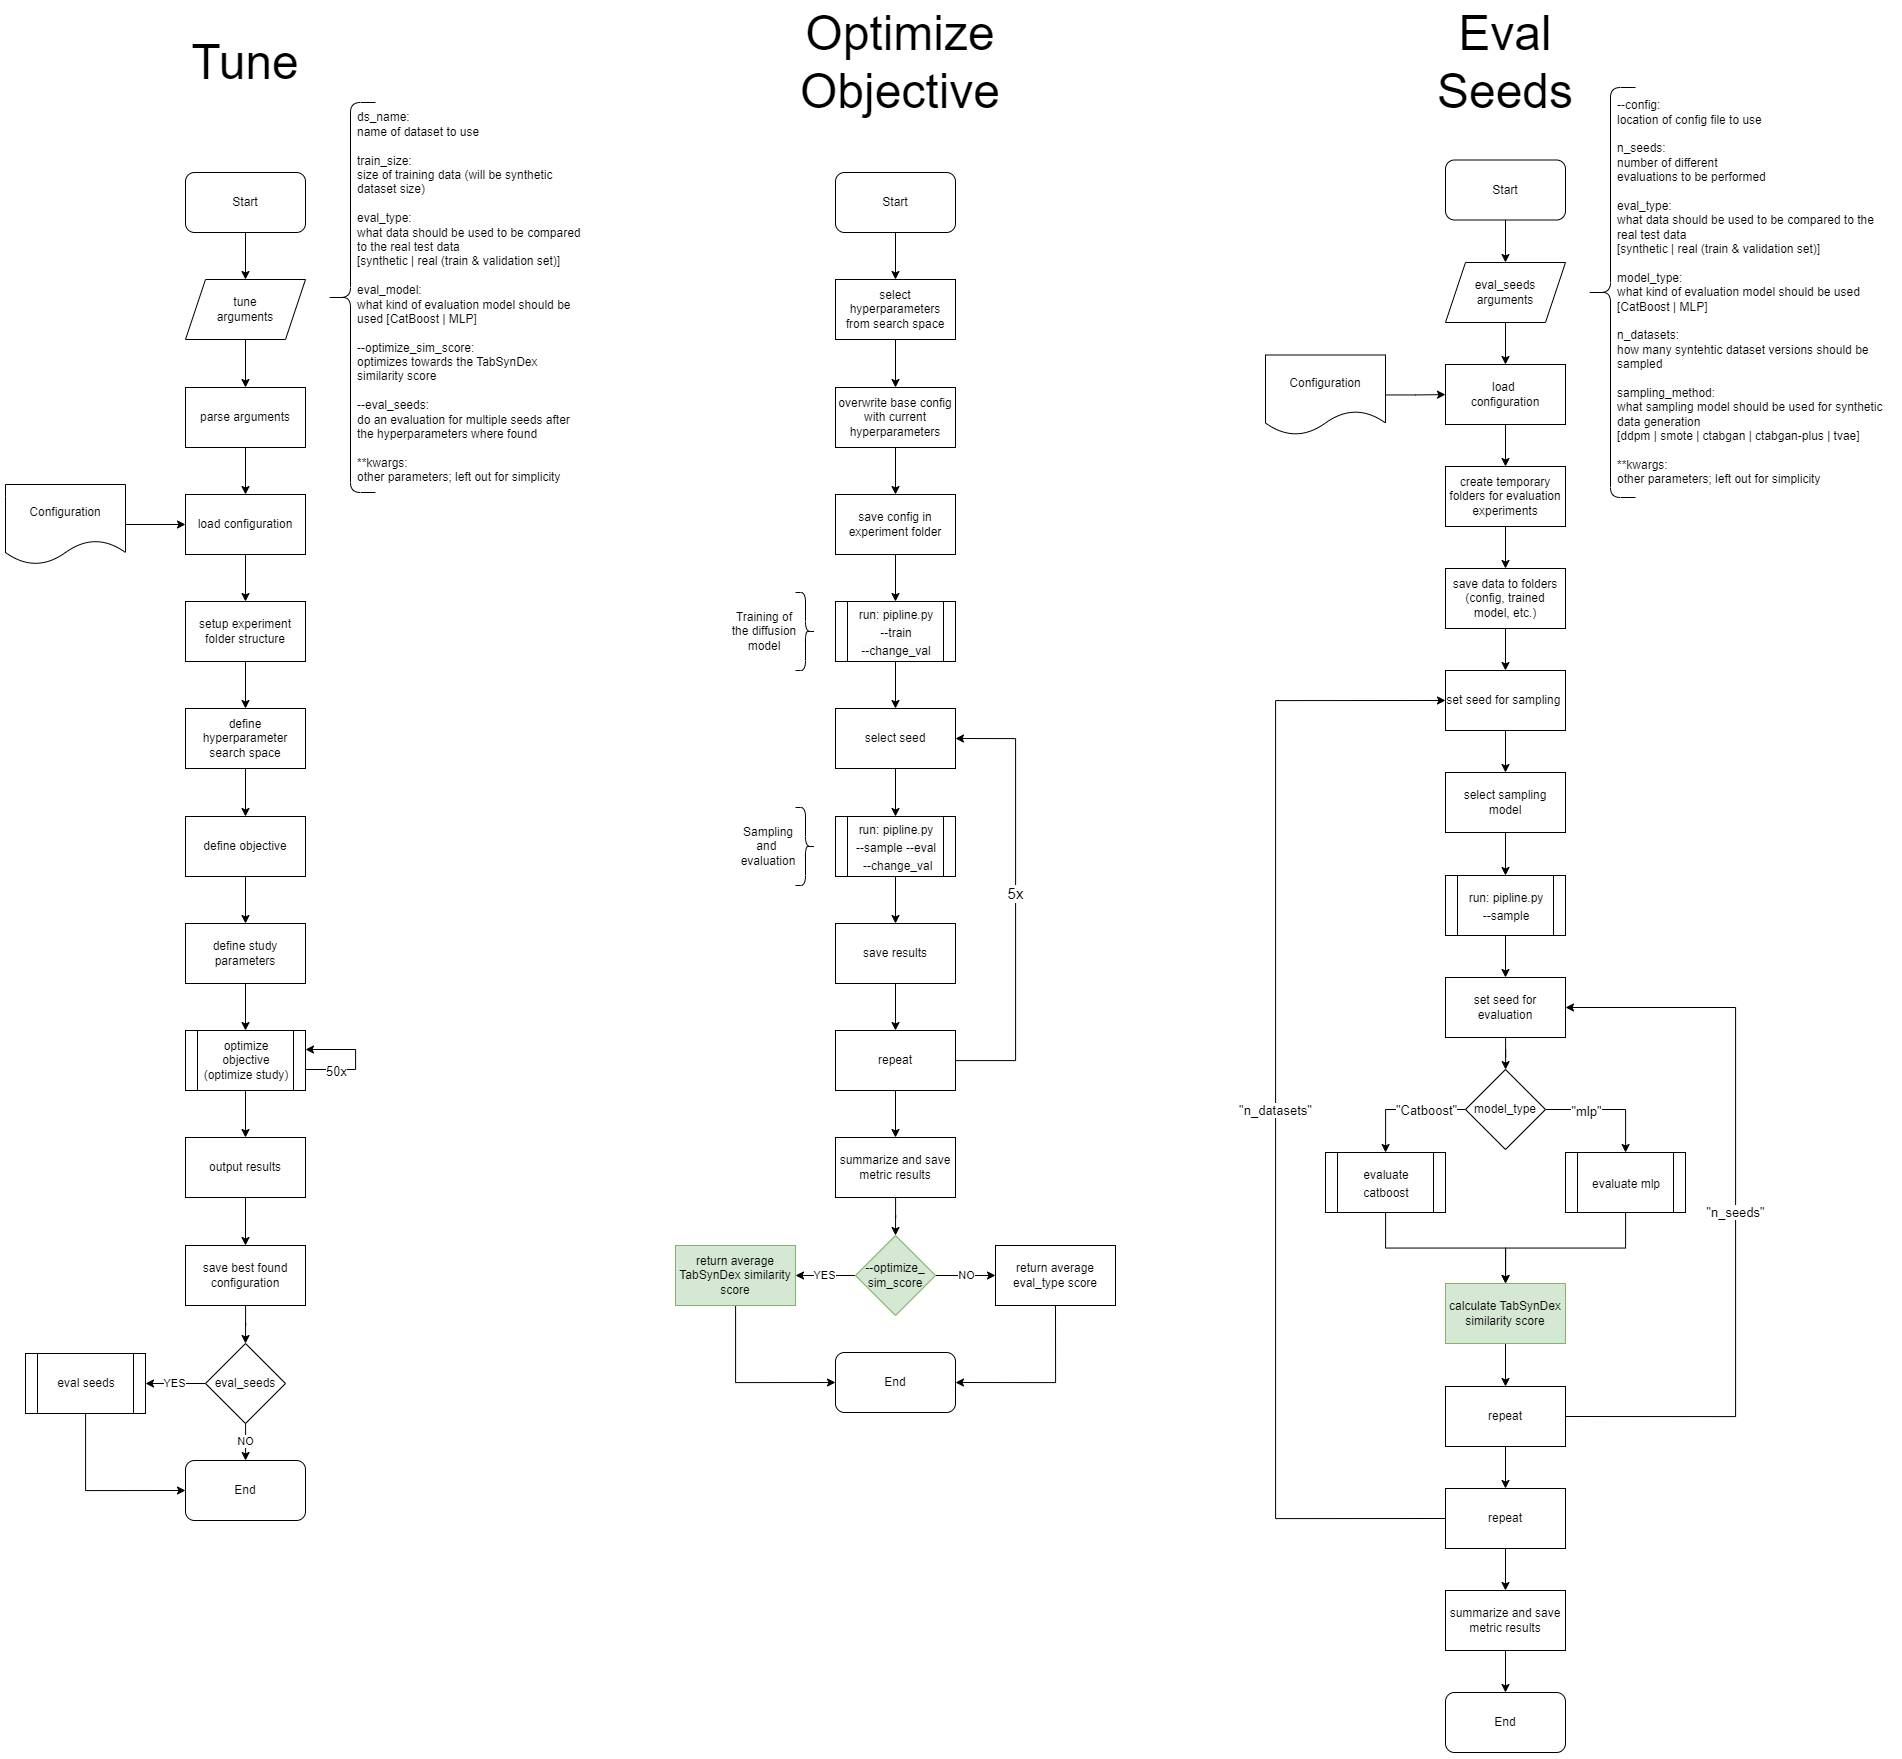 Tune
ds_name:
name of dataset to use
train_size:
size of training data (will be synthetic
dataset size)
eval_type:
what data should be used to be compared
to the real test data
[synthetic | real (train & validation set)]
eval_model:
what kind of evaluation model should be
used [CatBoost | MLP]
--optimize_sim_score:
optimizes towards the TabSynDex
similarity score
--eval_seeds:
do an evaluation for multiple seeds after
the hyperparameters where found
**kwargs:
other parameters; left out for simplicity
Start
tune
arguments
parse arguments
Configuration
load configuration
setup experiment
folder structure
define
hyperparameter
search space
define objective
define study
parameters
optimize
objective
(optimize study)
50x
output results
save best found
configuration
eval_seeds
YES
eval seeds
NO
End
Optimize
Objective
Start
select
hyperparameters
from search space
overwrite base config
with current
hyperparameters
save config in
experiment folder
Training of
the diffusion
model
run: pipline.py
--train
--change_val
select seed
Sampling
and
evaluation
run: pipline.py
--sample --eval
--change_val
5x
save results
repeat
summarize and save
metric results
--optimize_
sim_score
YES
return average
TabSynDex similarity
score
NO
return average
eval_type score
End
Eval
Seeds
--config:
location of config file to use
n_seeds:
number of different
evaluations to be performed
eval_type:
what data should be used to be compared to the
real test data
[synthetic | real (train & validation set)]
model_type:
what kind of evaluation model should be used
[CatBoost | MLP]
n_datasets:
how many syntehtic dataset versions should be
sampled
sampling_method:
what sampling model should be used for synthetic
data generation
[ddpm | smote | ctabgan | ctabgan-plus | tvae]
**kwargs:
other parameters; left out for simplicity
Start
eval_seeds
arguments
Configuration
load
configuration
create temporary
folders for evaluation
experiments
save data to folders
(config, trained
model, etc.)
set seed for sampling
select sampling
model
run: pipline.py
--sample
set seed for
evaluation
model_type
"Catboost"
"mlp"
"n_datasets"
evaluate
catboost
evaluate mlp
"n_seeds"
calculate TabSynDex
similarity score
repeat
repeat
summarize and save
metric results
End